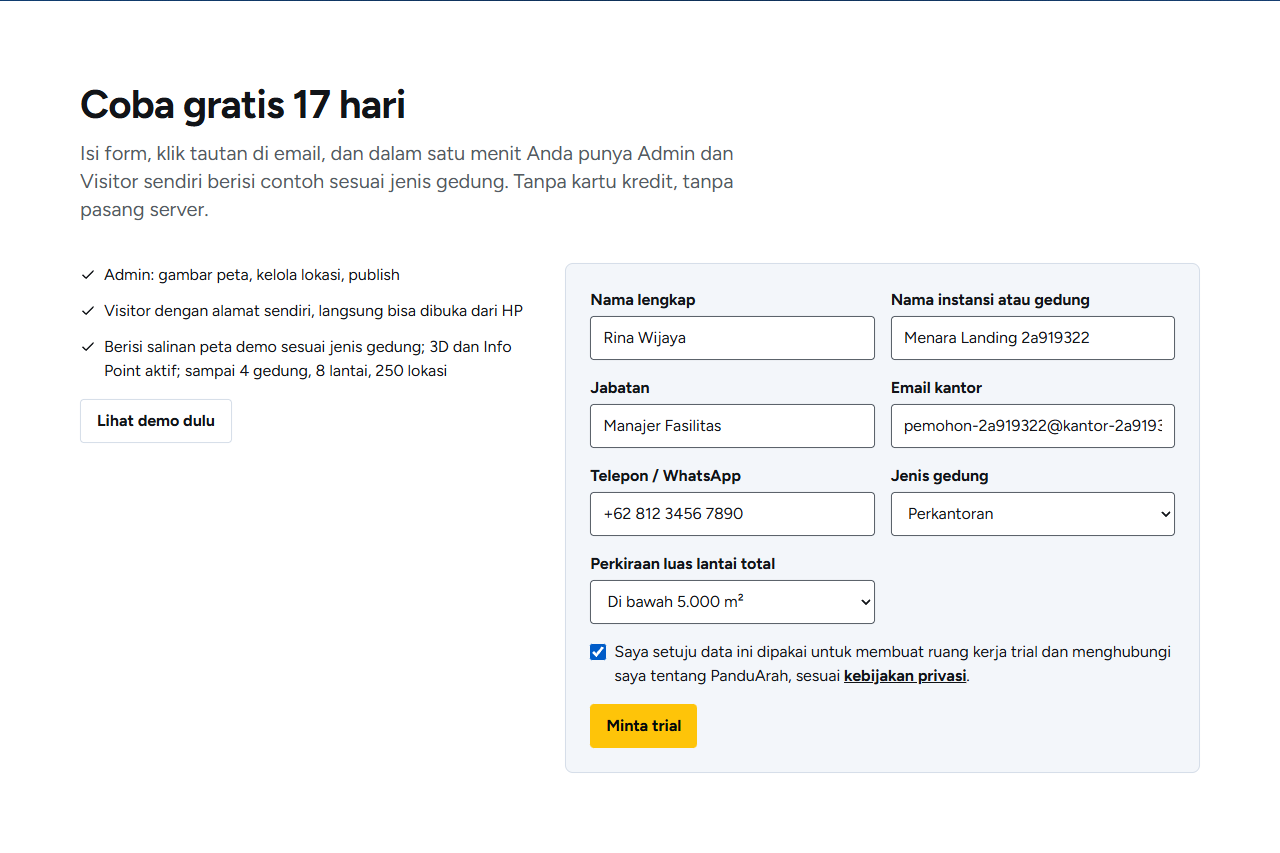 Coba gratis 17 hari
Isi form, klik tautan di email, dan dalam satu menit Anda punya Admin dan
Visitor sendiri berisi contoh sesuai jenis gedung. Tanpa kartu kredit, tanpa
pasang server.
Admin: gambar peta, kelola lokasi, publish
Visitor dengan alamat sendiri, langsung bisa dibuka dari HP
Berisi salinan peta demo sesuai jenis gedung; 3D dan Info
Point aktif; sampai 4 gedung, 8 lantai, 250 lokasi
Lihat demo dulu
Nama lengkap
Rina Wijaya
Nama instansi atau gedung
Menara Landing 2a919322
Jabatan
Manajer Fasilitas
Email kantor
pemohon-2a919322@kantor-2a9193
Telepon / WhatsApp
+62 812 3456 7890
Jenis gedung
Perkantoran
Perkiraan luas lantai total
Di bawah 5.000 m²
Saya setuju data ini dipakai untuk membuat ruang kerja trial dan menghubungi
saya tentang PanduArah, sesuai kebijakan privasi.
Minta trial